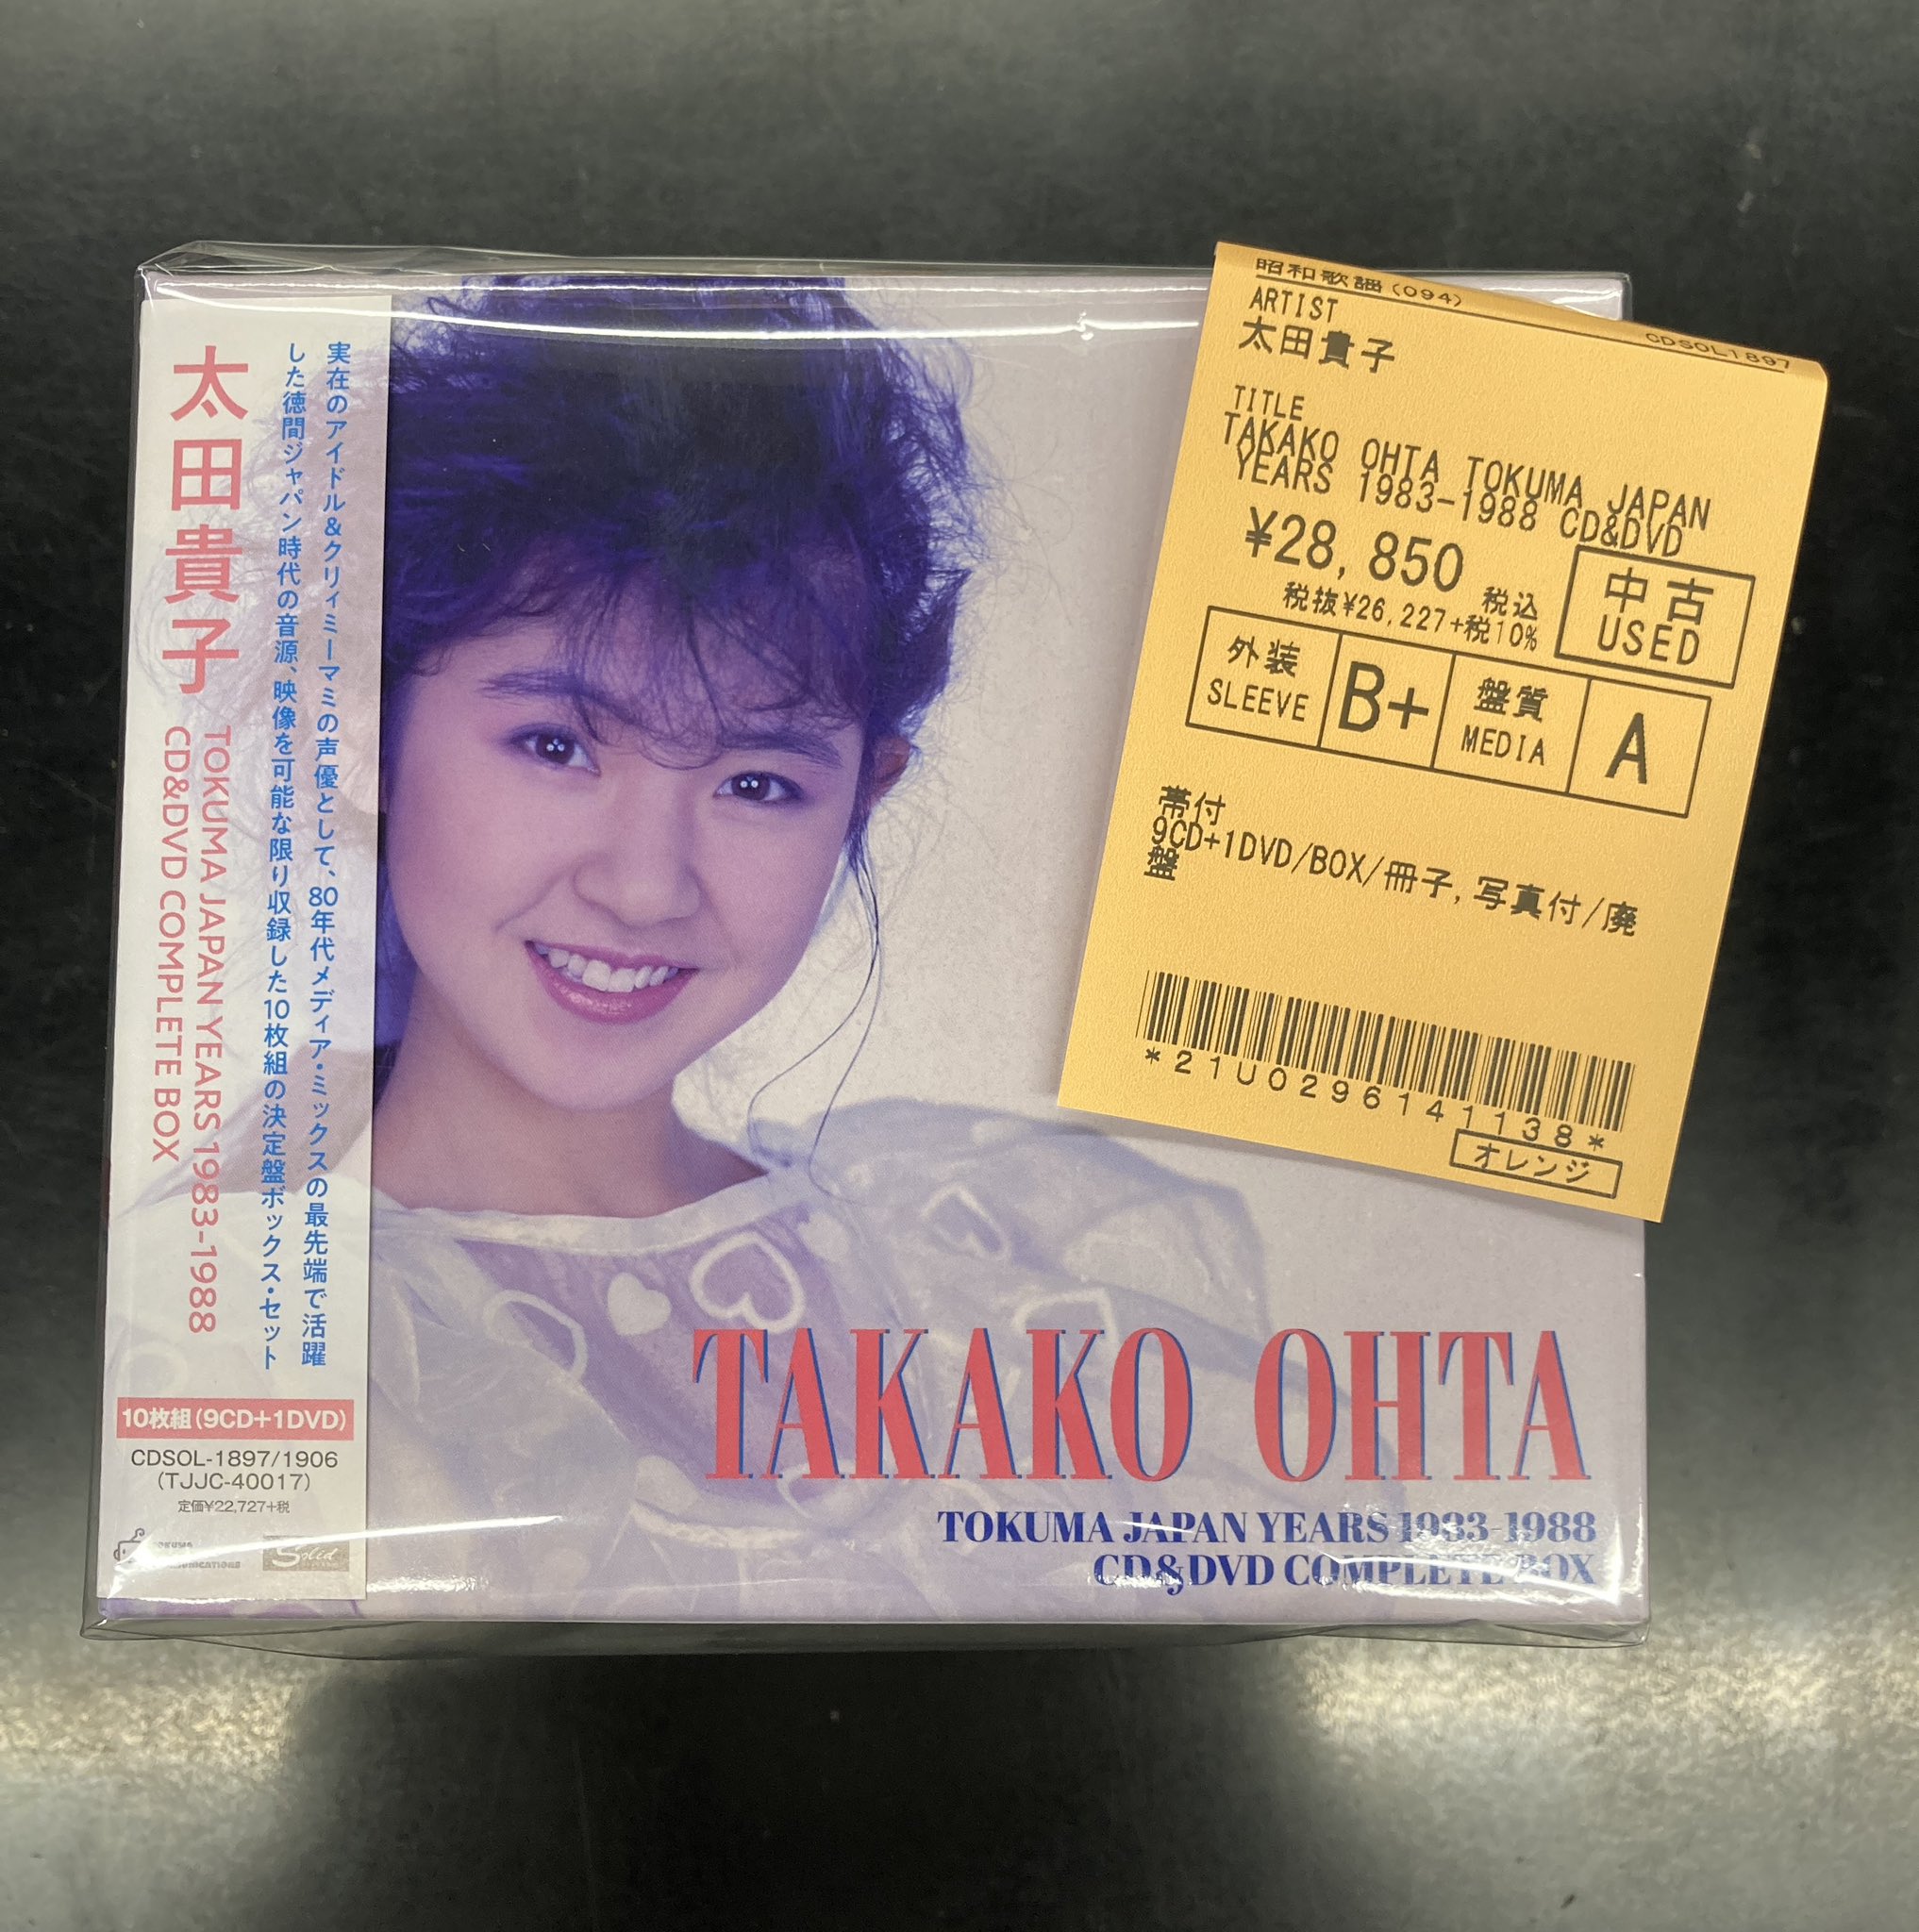 太田貴子
TOKUMA JAPAN YEARS 1983-1988
CD&DVD COMPLETE BOX
実在のアイドル&クリィミーマミの声優として、80年代メディア・ミックスの最先端で活躍
した徳間ジャパン時代の音源、映像を可能な限り収録した10枚組の決定盤ボックス・セット
10枚組(9CD+1DVD)
CDSOL-1897/1906
(TJJC-40017)
定価¥22,727+税
Solid
TAKAKO OHTA
TOKUMA JAPAN YEARS 1983-1988
CD&DVD COMPLETE BOX
昭和歌謡(094)
CDSOL1897
ARTIST
太田貴子
TITLE
TAKAKO OHTA TOKUMA JAPAN
YEARS 1983-1988 CD&DVD
¥28,850 税込
税抜¥26,227+税10%
中古
USED
外装
SLEEVE
B+
盤質
MEDIA
A
帯付
9CD+1DVD/BOX/冊子,写真付/廃
盤
*21U0296141138*
オレンジ